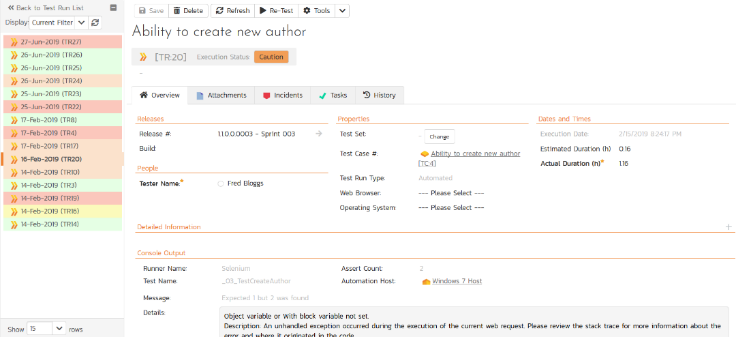 Back to Test Run List
Display: Current Filter
27-Jun-2019 (TR27)
26-Jun-2019 (TR26)
26-Jun-2019 (TR25)
26-Jun-2019 (TR24)
25-Jun-2019 (TR23)
25-Jun-2019 (TR22)
17-Feb-2019 (TR8)
17-Feb-2019 (TR4)
17-Feb-2019 (TR17)
16-Feb-2019 (TR20)
14-Feb-2019 (TR10)
14-Feb-2019 (TR3)
14-Feb-2019 (TR19)
14-Feb-2019 (TR16)
14-Feb-2019 (TR14)
Show 15 rows
Save Delete Refresh Re-Test Tools
Ability to create new author
[TR:20] Execution Status Caution
-
Overview Attachments Incidents Tasks History
Releases
Release #: 1.1.0.0.0003 - Sprint 003
Build:
People
Tester Name:* Fred Bloggs
Properties
Test Set: - Change
Test Case #: Ability to create new author
[TC:4]
Test Run Type: Automated
Web Browser: --- Please Select ---
Operating System: --- Please Select ---
Dates and Times
Execution Date: 2/15/2019 8:24:12 PM
Estimated Duration (h) 0.16
Actual Duration (h)* 1.16
Detailed Information
Console Output
Runner Name: Selenium Assert Count: 2
Test Name: _03_TestCreateAuthor Automation Host: Windows 7 Host
Message: Expected 1 but 2 was found
Details
Object variable or With block variable not set.
Description: An unhandled exception occurred during the execution of the current web request. Please review the stack trace for more information about the
error and where it originated in the code.